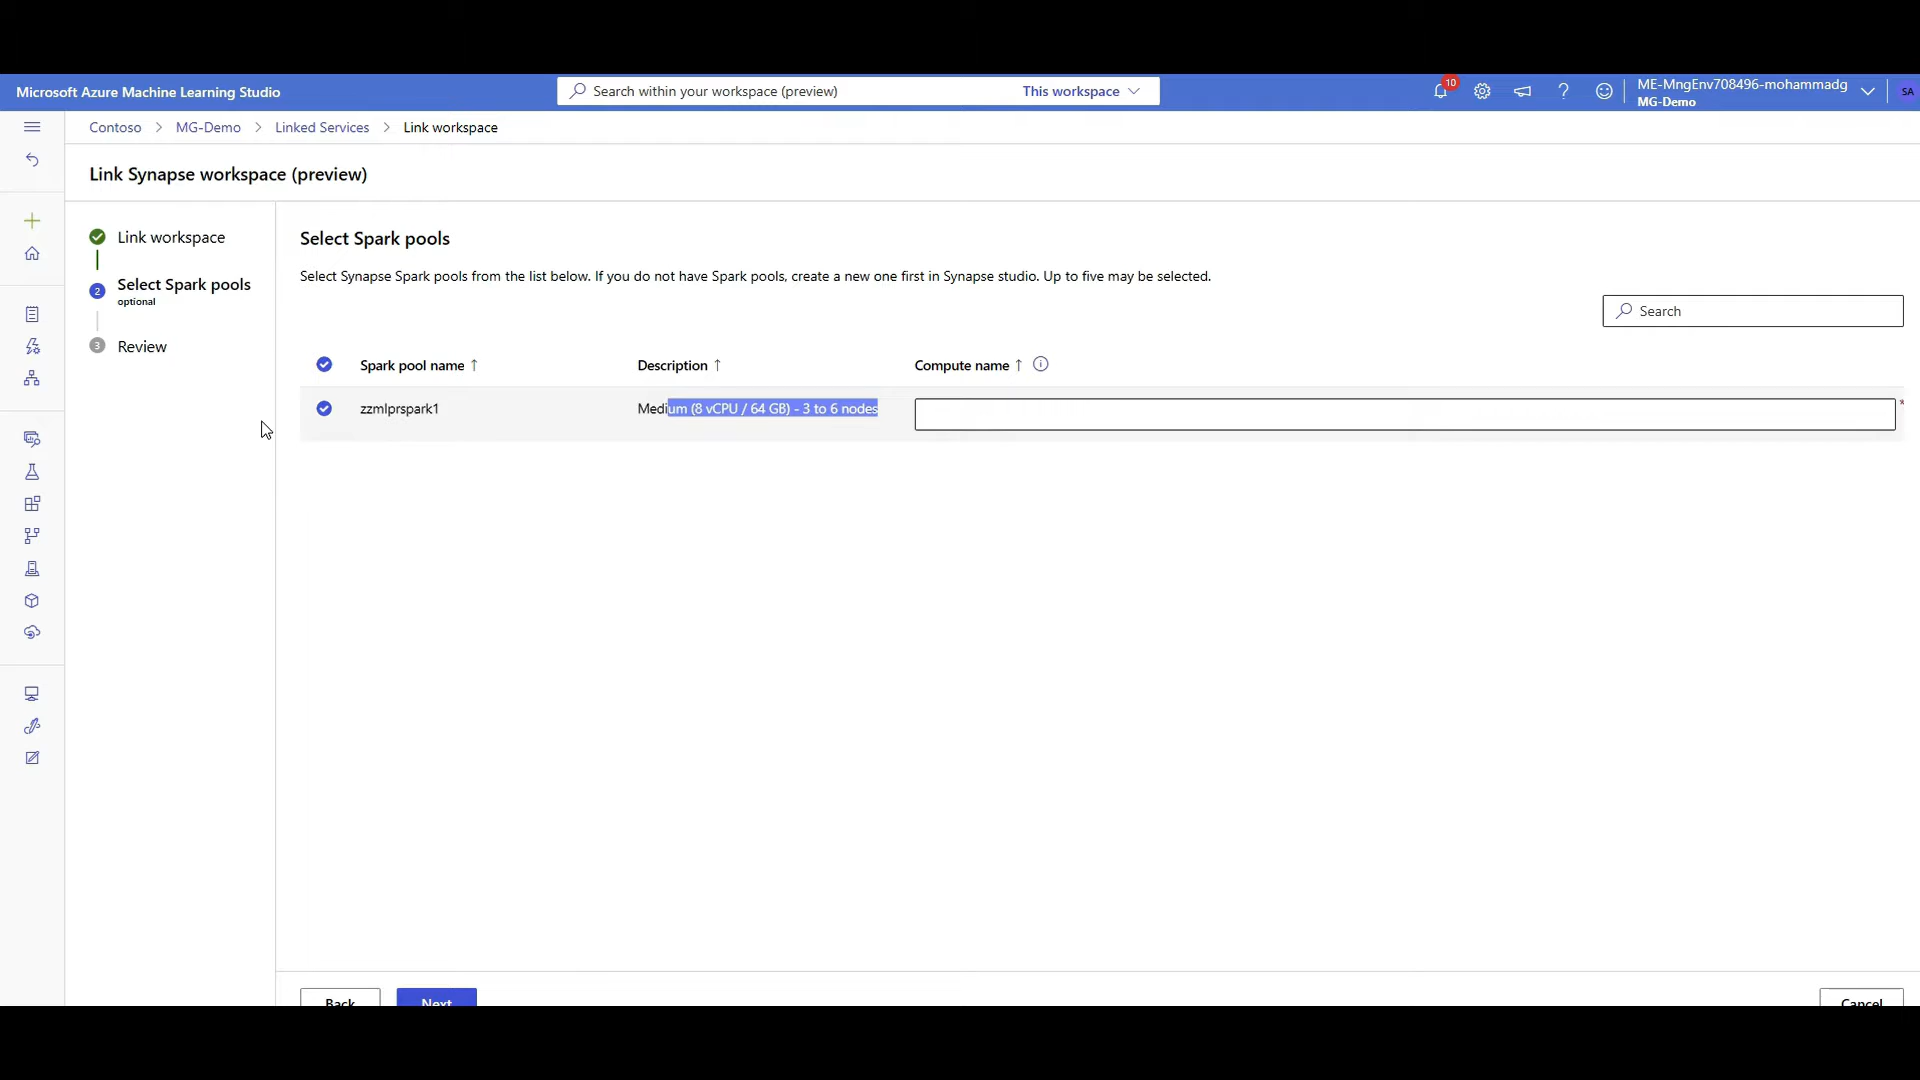 Microsoft Azure Machine Learning Studio
Search within your workspace (preview)
This workspace
10
ME-MngEnv708496-mohammadg
MG-Demo
SA
Contoso > MG-Demo > Linked Services > Link workspace
Link Synapse workspace (preview)
Link workspace
2
Select Spark pools
optional
3
Review
Select Spark pools
Select Synapse Spark pools from the list below. If you do not have Spark pools, create a new one first in Synapse studio. Up to five may be selected.
Search
Spark pool name ↑
Description ↑
Compute name ↑
zzmlprspark1
Medium (8 vCPU / 64 GB) - 3 to 6 nodes
*
Back
Next
Cancel